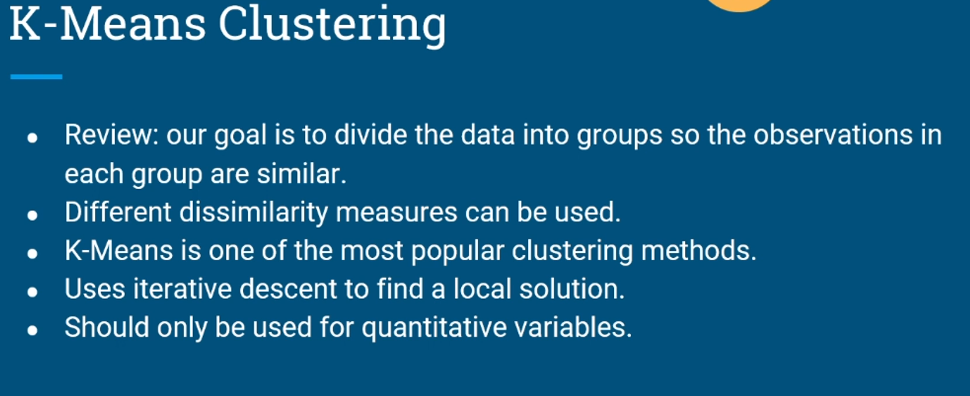 K-Means Clustering
● Review: our goal is to divide the data into groups so the observations in
each group are similar.
● Different dissimilarity measures can be used.
● K-Means is one of the most popular clustering methods.
● Uses iterative descent to find a local solution.
● Should only be used for quantitative variables.